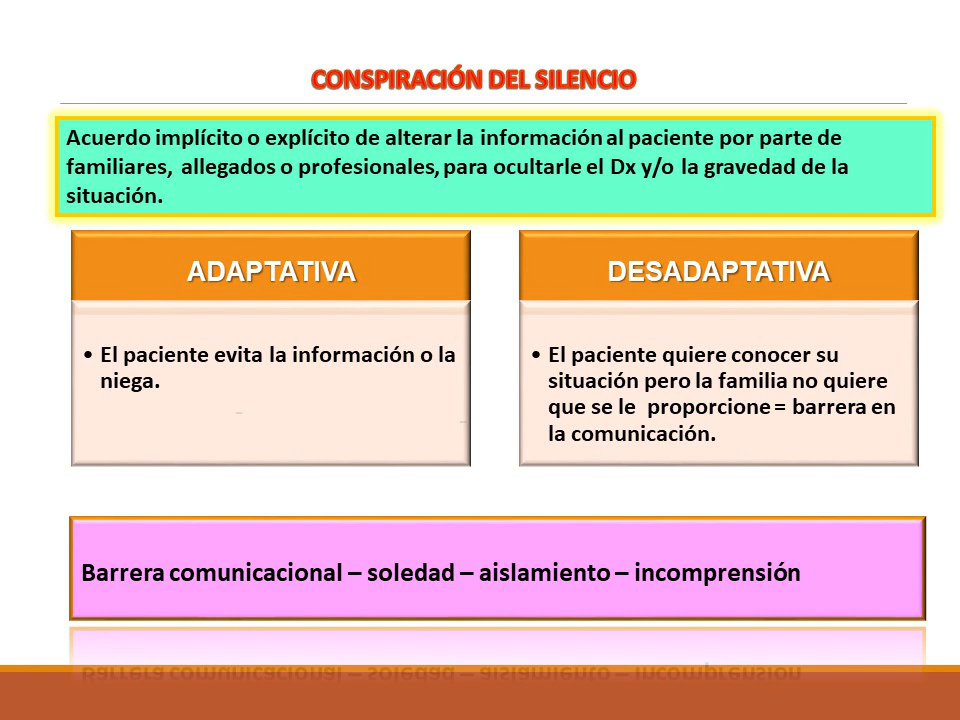 CONSPIRACIÓN DEL SILENCIO
Acuerdo implícito o explícito de alterar la información al paciente por parte de
familiares, allegados o profesionales, para ocultarle el Dx y/o la gravedad de la
situación.
ADAPTATIVA
• El paciente evita la información o la
niega.
DESADAPTATIVA
• El paciente quiere conocer su
situación pero la familia no quiere
que se le proporcione = barrera en
la comunicación.
Barrera comunicacional – soledad – aislamiento – incomprensión